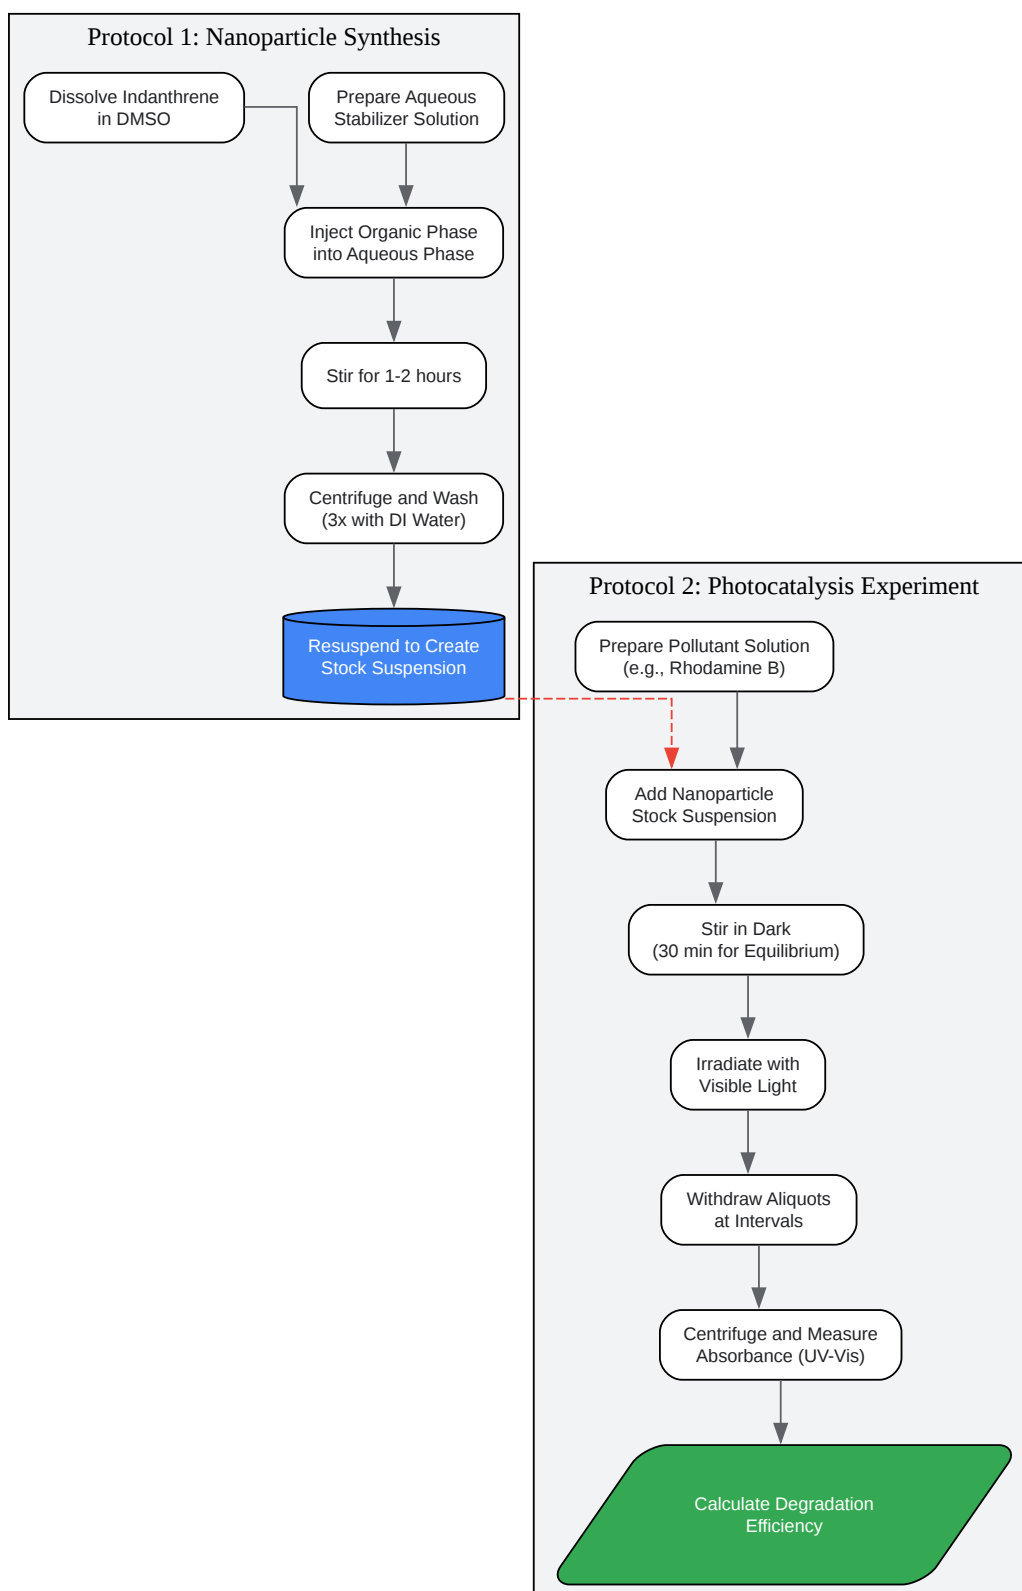 Protocol 1: Nanoparticle Synthesis
Dissolve Indanthrene
in DMSO
Prepare Aqueous
Stabilizer Solution
Inject Organic Phase
into Aqueous Phase
Stir for 1-2 hours
Centrifuge and Wash
(3x with DI Water)
Resuspend to Create
Stock Suspension
Protocol 2: Photocatalysis Experiment
Prepare Pollutant Solution
(e.g., Rhodamine B)
Add Nanoparticle
Stock Suspension
Stir in Dark
(30 min for Equilibrium)
Irradiate with
Visible Light
Withdraw Aliquots
at Intervals
Centrifuge and Measure
Absorbance (UV-Vis)
Calculate Degradation
Efficiency